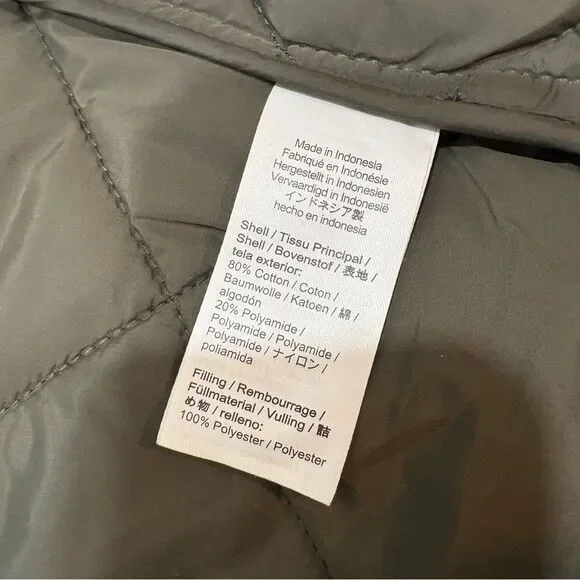 Made in Indonesia
Fabriqué en Indonésie
Hergestellt in Indonesien
Vervaardigd in Indonesië
インドネシア製
hecho en indonesia
Shell / Tissu Principal /
Shell / Bovenstof / 表地 /
tela exterior:
80% Cotton / Coton /
Baumwolle / Katoen / 綿 /
algodón
20% Polyamide /
Polyamide / Polyamide /
Polyamide / ナイロン /
poliamida
Filling / Rembourrage /
Füllmaterial / Vulling / 詰
め物 / relleno:
100% Polyester / Polyester